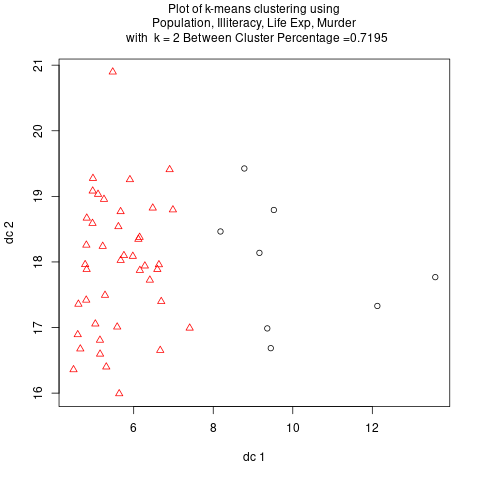 Plot of k-means clustering using
Population, Illiteracy, Life Exp, Murder
with k = 2 Between Cluster Percentage =0.7195
21
20
19
18
17
16
dc 2
6
8
10
12
dc 1